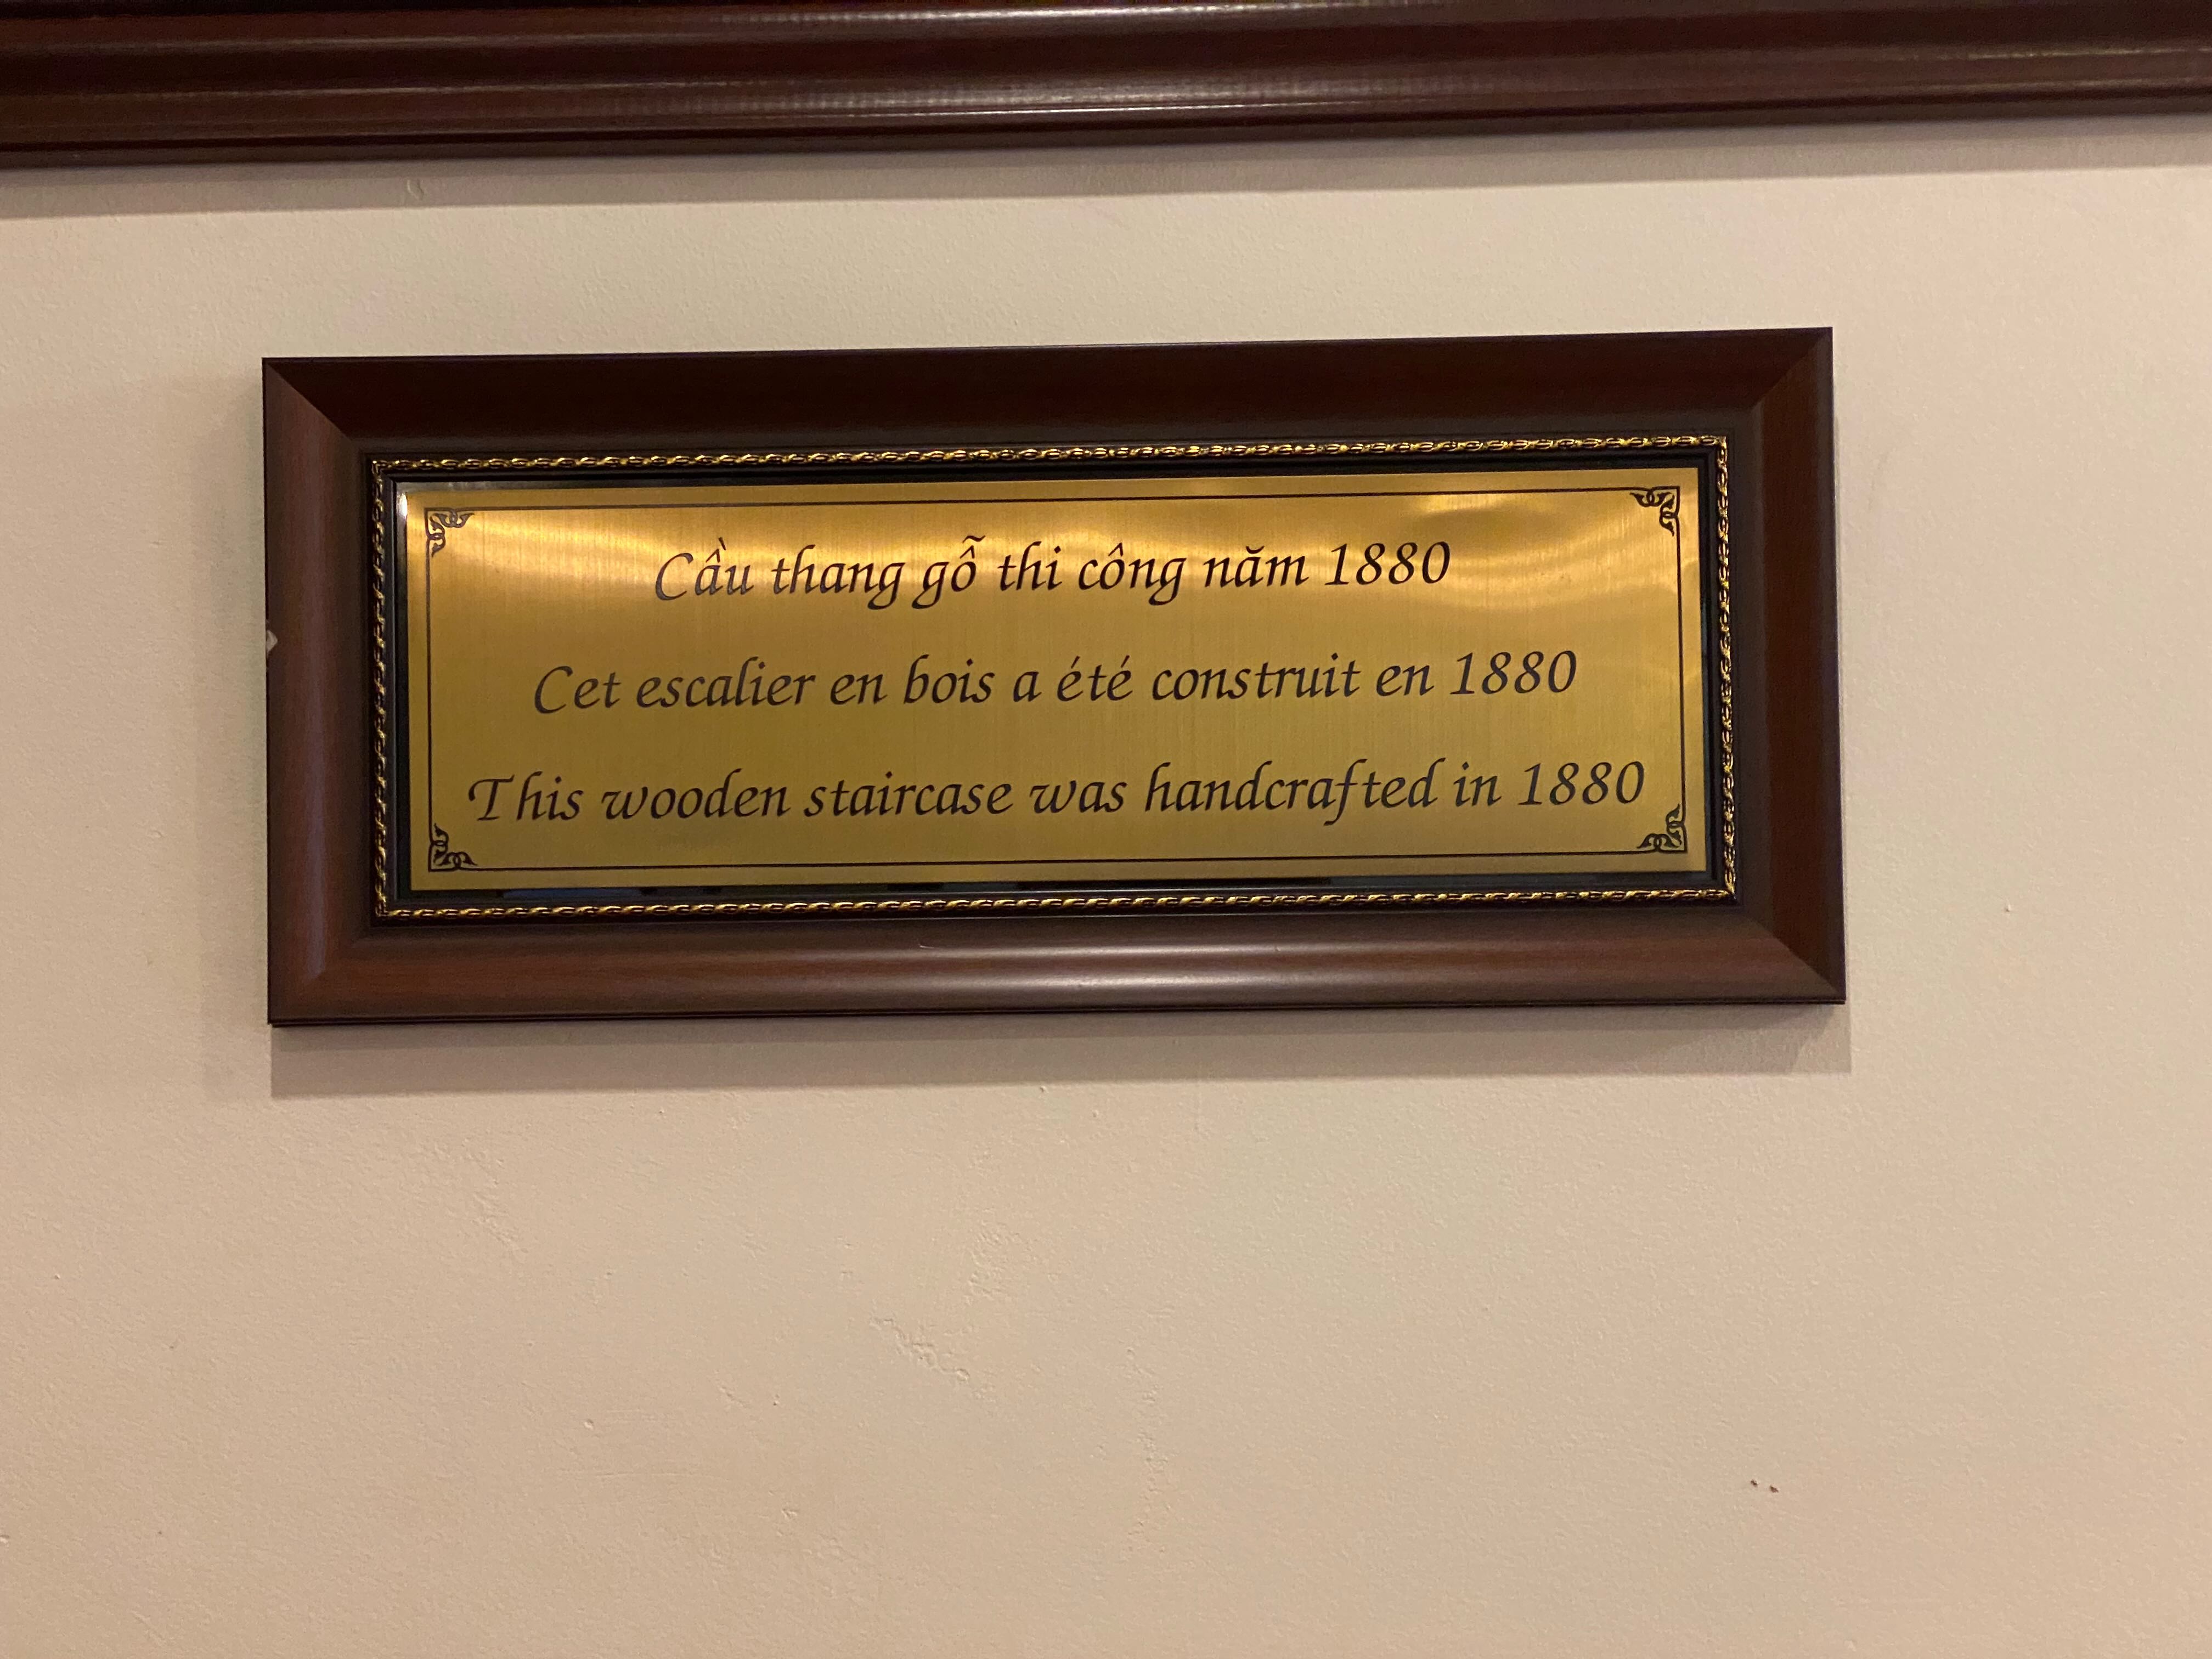 Cầu thang gỗ thi công năm 1880
Cet escalier en bois a été construit en 1880
This wooden staircase was handcrafted in 1880